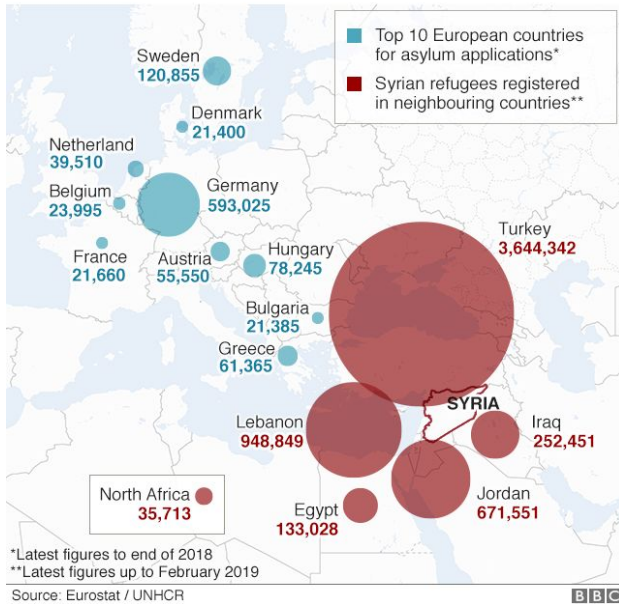 Top 10 European countries
for asylum applications*
Syrian refugees registered
in neighbouring countries**
Sweden
120,855
Denmark
21,400
Netherland
39,510
Belgium
23,995
Germany
593,025
France
21,660
Austria
55,550
Hungary
78,245
Bulgaria
21,385
Greece
61,365
Turkey
3,644,342
SYRIA
Lebanon
948,849
Iraq
252,451
Jordan
671,551
Egypt
133,028
North Africa
35,713
*Latest figures to end of 2018
**Latest figures up to February 2019
Source: Eurostat / UNHCR
BBC